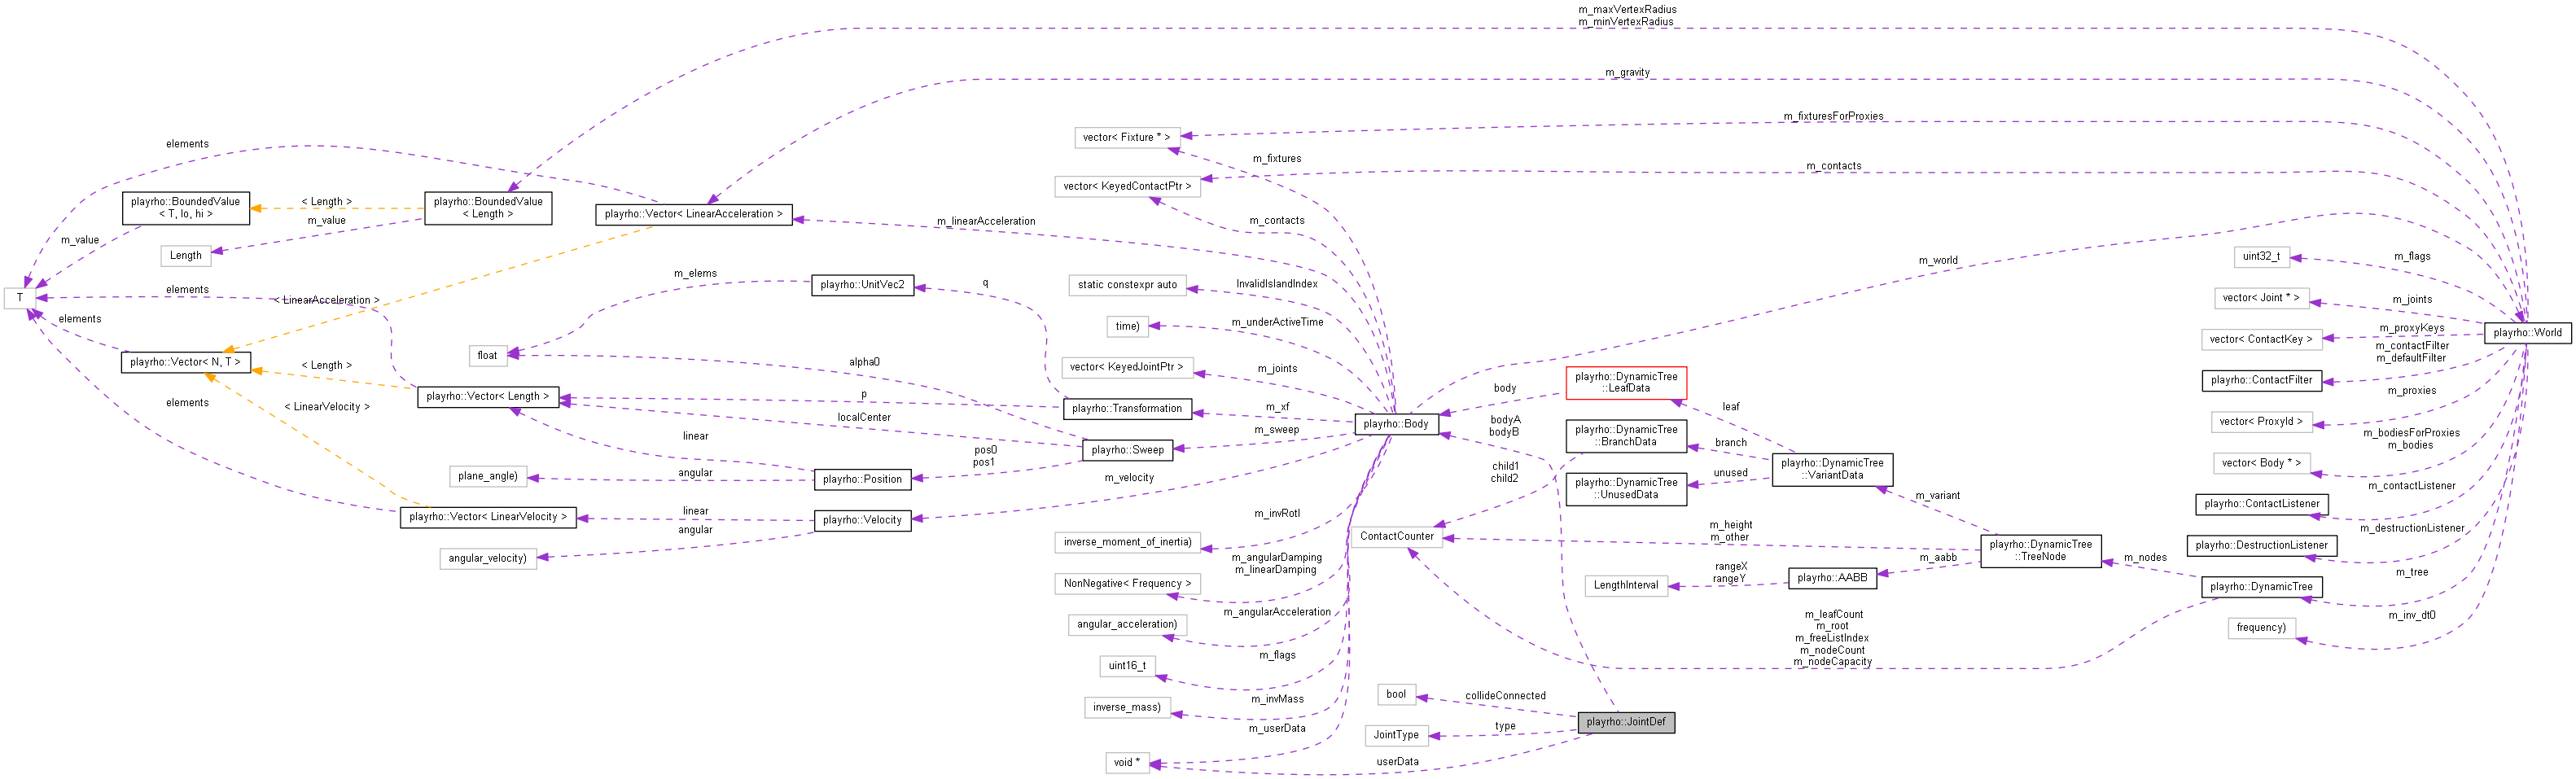 m_maxVertexRadius
m_minVertexRadius
m_gravity
m_fixturesForProxies
vector< Fixture * >
elements
m_fixtures
m_contacts
vector< KeyedContactPtr >
playrho::BoundedValue
< T, lo, hi >
< Length >
m_value
playrho::BoundedValue
< Length >
playrho::Vector< LinearAcceleration >
m_linearAcceleration
m_contacts
m_value
Length
m_world
uint32_t
m_flags
m_elems
playrho::UnitVec2
q
static constexpr auto
InvalidIslandIndex
T
elements
< LinearAcceleration >
vector< Joint * >
m_joints
elements
time)
m_underActiveTime
vector< ContactKey >
m_proxyKeys
playrho::World
float
alpha0
playrho::Vector< N, T >
< Length >
vector< KeyedJointPtr >
m_joints
m_contactFilter
m_defaultFilter
playrho::ContactFilter
playrho::DynamicTree
::LeafData
body
leaf
m_proxies
elements
< LinearVelocity >
playrho::Vector< Length >
p
localCenter
playrho::Transformation
m_xf
playrho::Body
bodyA
bodyB
vector< ProxyId >
linear
playrho::Sweep
m_sweep
playrho::DynamicTree
::BranchData
branch
m_bodiesForProxies
m_bodies
pos0
pos1
plane_angle)
angular
playrho::Position
m_velocity
child1
child2
unused
playrho::DynamicTree
::VariantData
vector< Body * >
playrho::DynamicTree
::UnusedData
m_variant
m_contactListener
playrho::ContactListener
playrho::Vector< LinearVelocity >
linear
angular
playrho::Velocity
m_invRotI
m_height
m_other
m_destructionListener
inverse_moment_of_inertia)
ContactCounter
playrho::DynamicTree
::TreeNode
playrho::DestructionListener
angular_velocity)
m_angularDamping
m_linearDamping
rangeX
rangeY
m_aabb
m_nodes
m_tree
NonNegative< Frequency >
LengthInterval
playrho::AABB
playrho::DynamicTree
m_angularAcceleration
angular_acceleration)
m_leafCount
m_root
m_freeListIndex
m_nodeCount
m_nodeCapacity
m_inv_dt0
frequency)
uint16_t
m_flags
bool
collideConnected
inverse_mass)
m_invMass
playrho::JointDef
m_userData
JointType
type
void *
userData